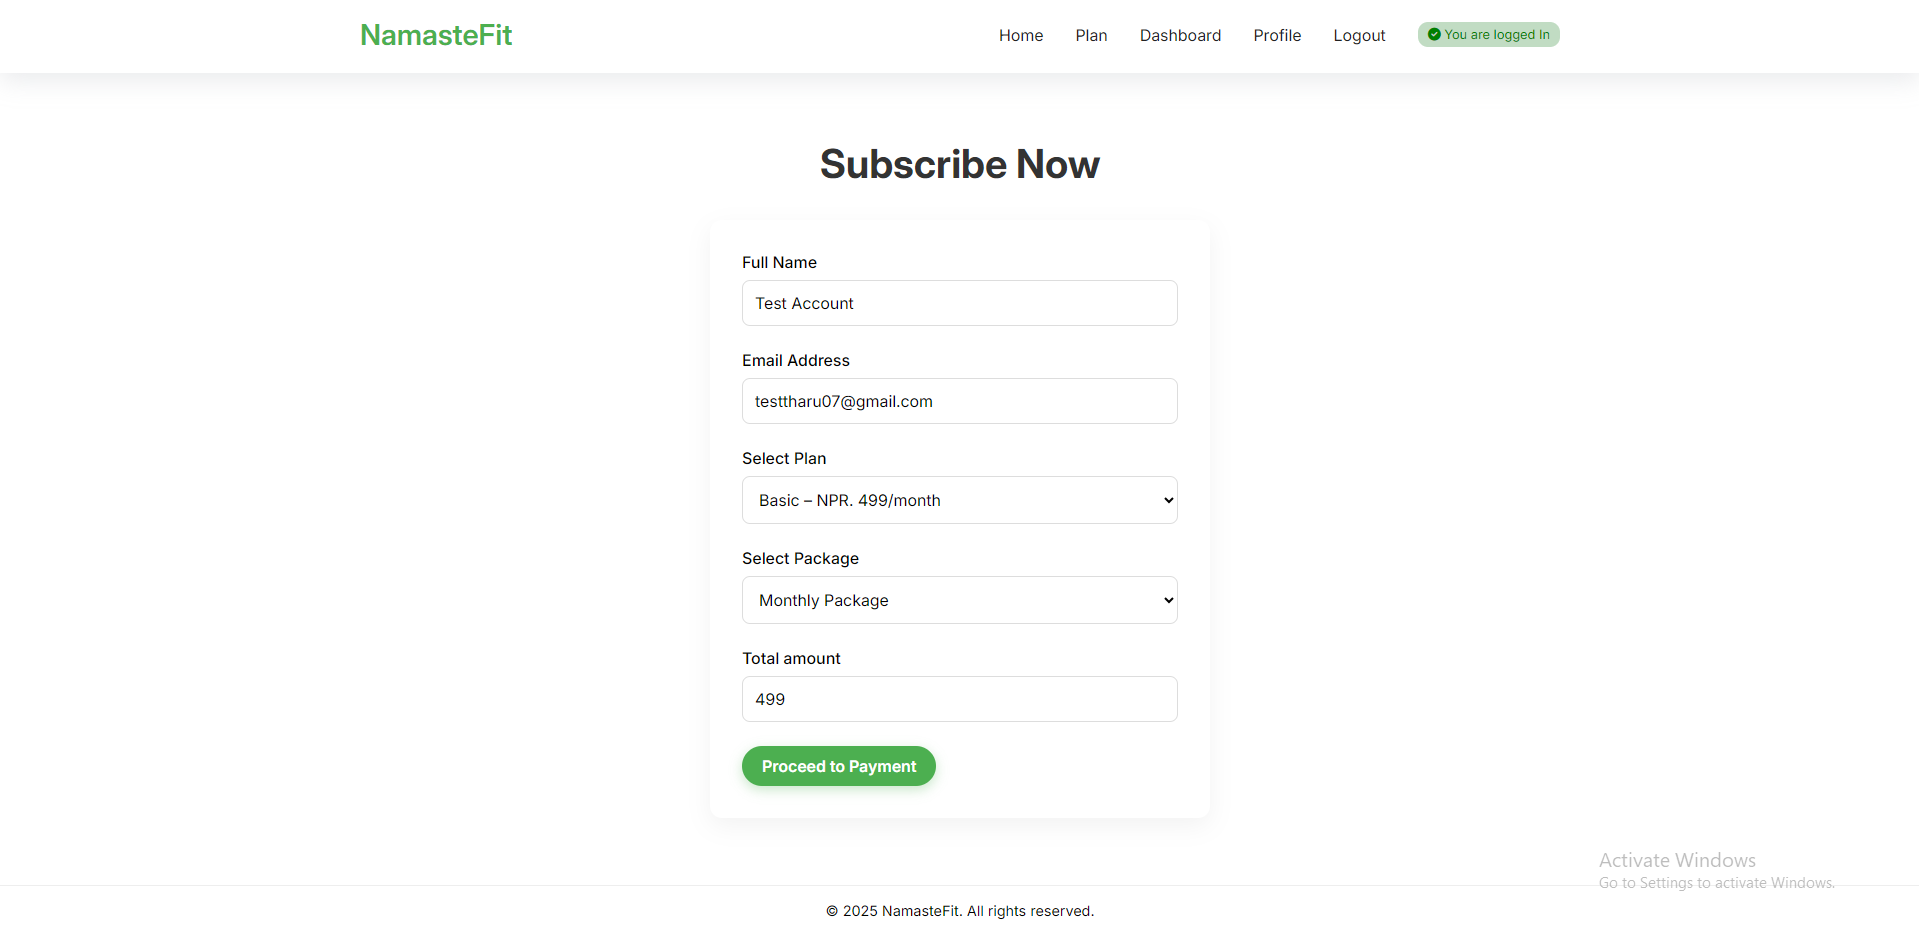 NamasteFit
Home Plan Dashboard Profile Logout You are logged In
Subscribe Now
Full Name
Test Account
Email Address
testtharu07@gmail.com
Select Plan
Basic – NPR. 499/month
Select Package
Monthly Package
Total amount
499
Proceed to Payment
Activate Windows
Go to Settings to activate Windows.
© 2025 NamasteFit. All rights reserved.